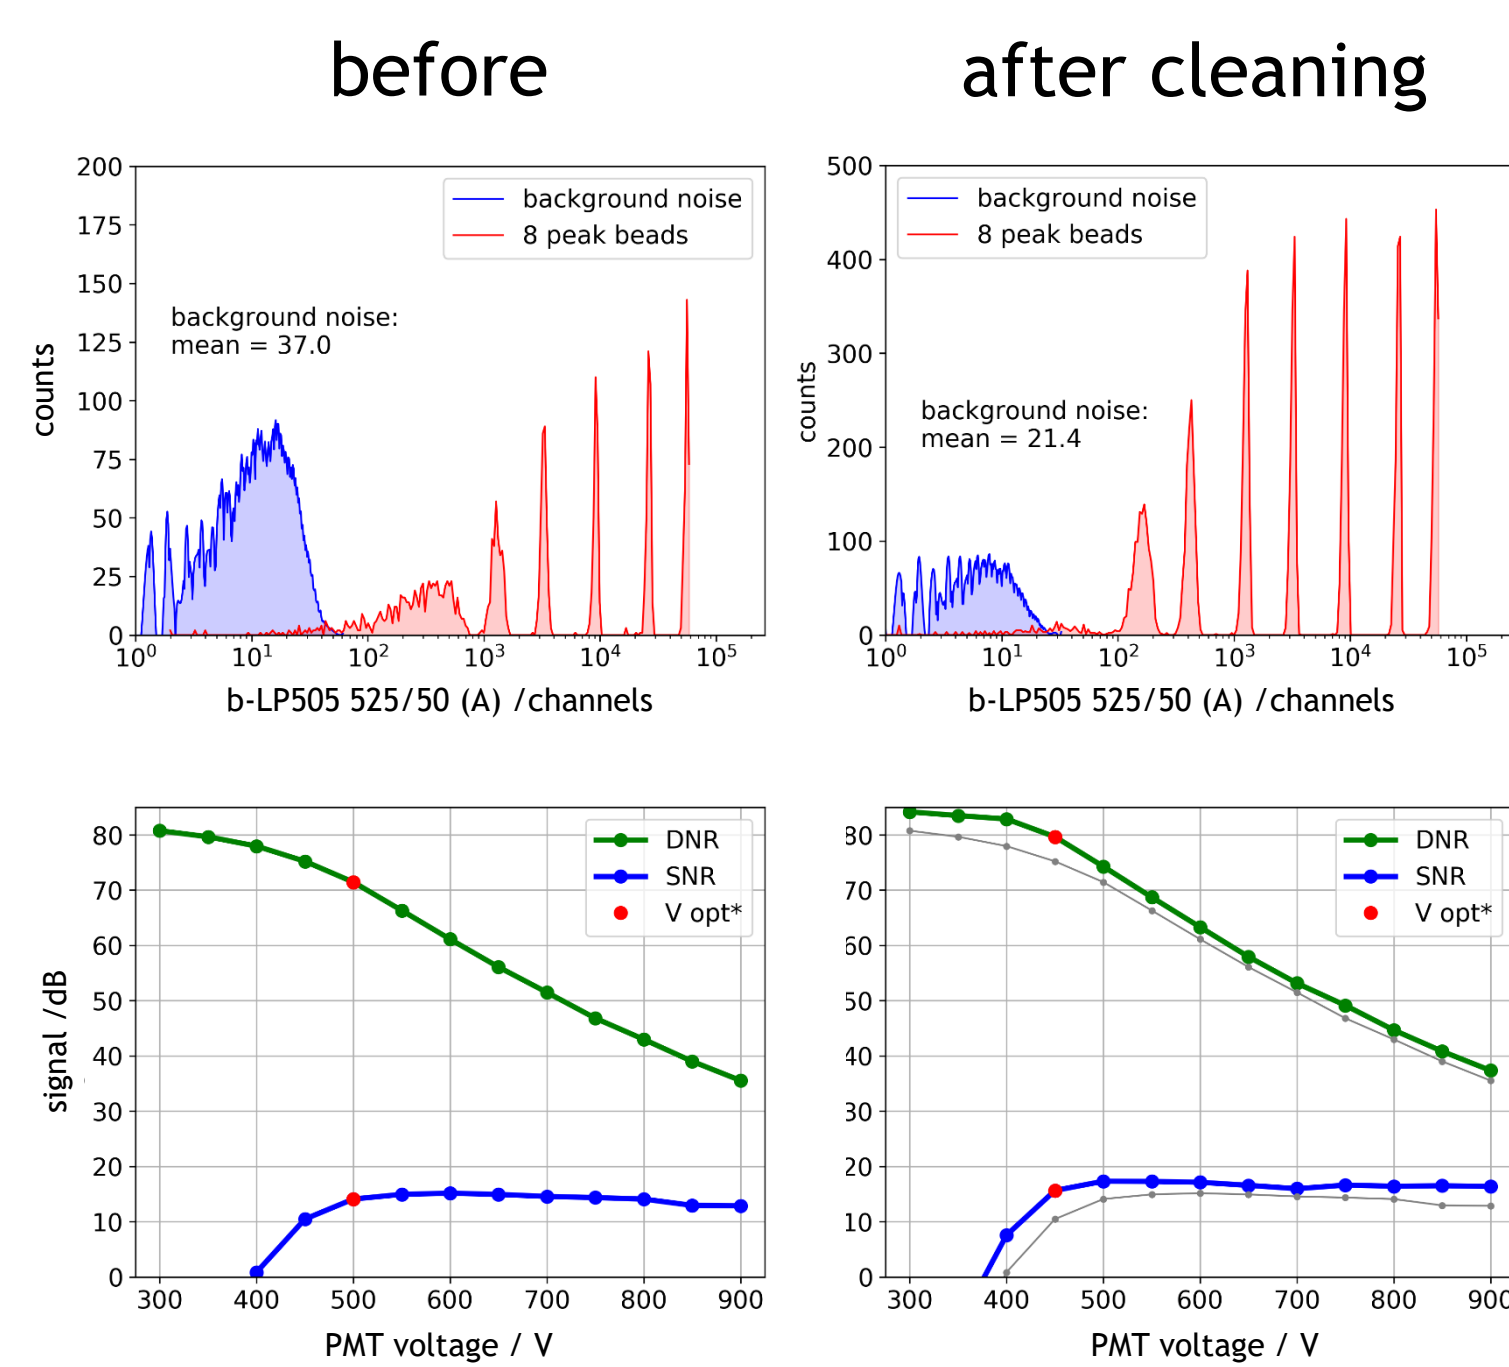 before
after cleaning
200
175
150
125
100
75
50
25
0
counts
background noise
8 peak beads
background noise:
mean = 37.0
10⁰ 10¹ 10² 10³ 10⁴ 10⁵
b-LP505 525/50 (A) /channels
500
400
300
200
100
0
counts
background noise
8 peak beads
background noise:
mean = 21.4
10⁰ 10¹ 10² 10³ 10⁴ 10⁵
b-LP505 525/50 (A) /channels
80
70
60
50
40
30
20
10
0
signal /dB
DNR
SNR
V opt*
300 400 500 600 700 800 900
PMT voltage / V
80
70
60
50
40
30
20
10
0
DNR
SNR
V opt*
300 400 500 600 700 800 900
PMT voltage / V